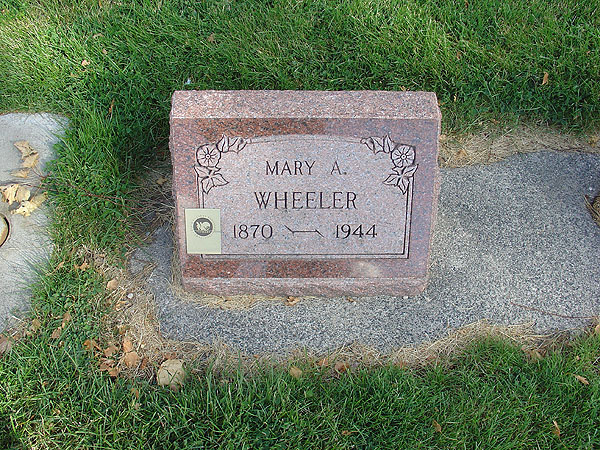 MARY A.
WHEELER
1870 — 1944